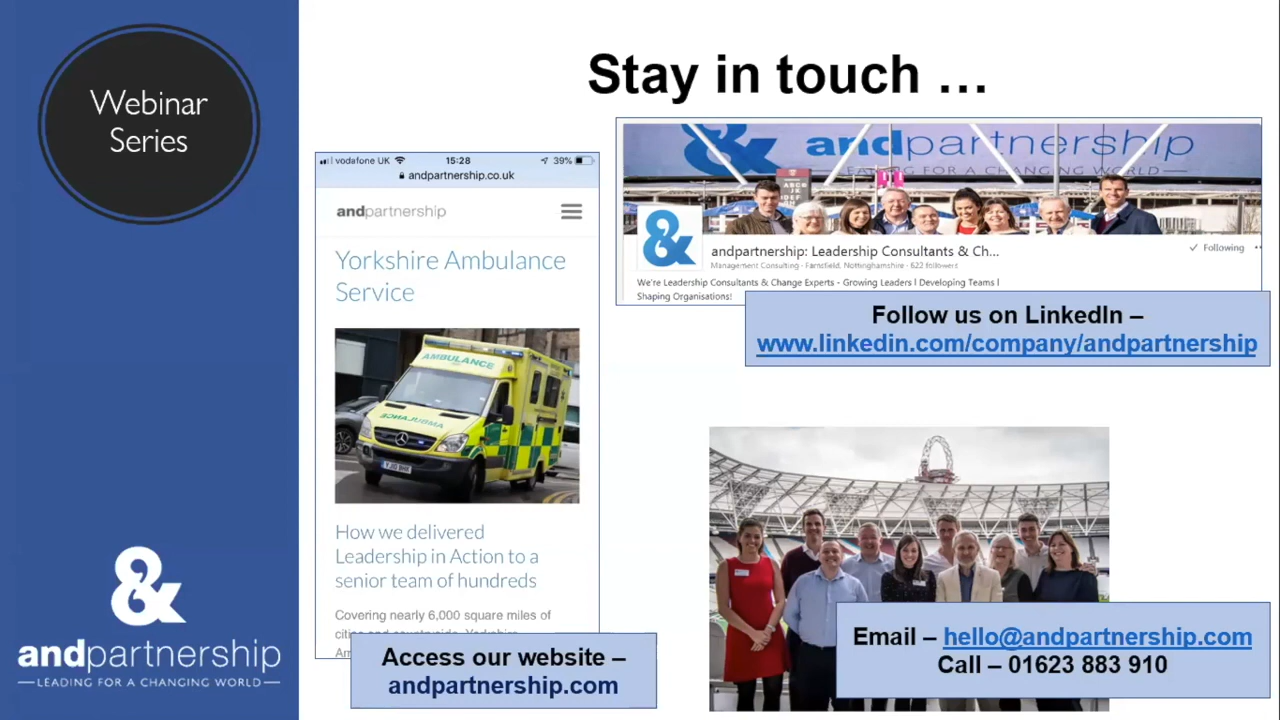 Webinar
Series
Stay in touch …
vodafone UK 15:28 39%
andpartnership.co.uk
andpartnership
Yorkshire Ambulance
Service
AMBULANCE
How we delivered
Leadership in Action to a
senior team of hundreds
Covering nearly 6,000 square miles of
Access our website –
andpartnership.com
& andpartnership
LEADING FOR A CHANGING WORLD
&
andpartnership: Leadership Consultants & Ch...
Following
Management Consulting - Farnsfield, Nottinghamshire - 622 followers
We're Leadership Consultants & Change Experts - Growing Leaders l Developing Teams l
Shaping Organisations!
Follow us on LinkedIn –
www.linkedin.com/company/andpartnership
Email – hello@andpartnership.com
Call – 01623 883 910
&
andpartnership
LEADING FOR A CHANGING WORLD